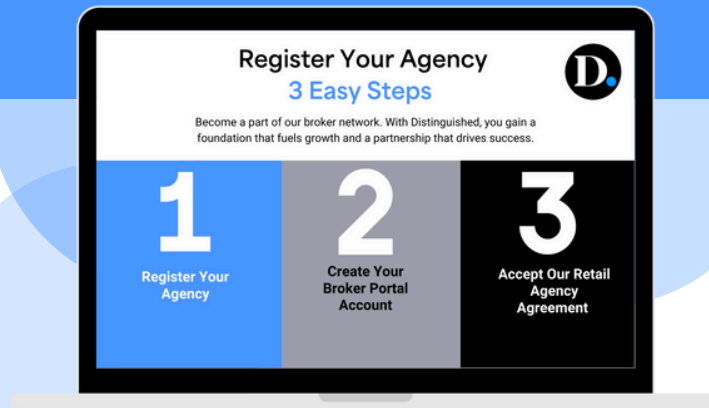 Register Your Agency
3 Easy Steps
D.
Become a part of our broker network. With Distinguished, you gain a
foundation that fuels growth and a partnership that drives success.
1
Register Your
Agency
2
Create Your
Broker Portal
Account
3
Accept Our Retail
Agency
Agreement